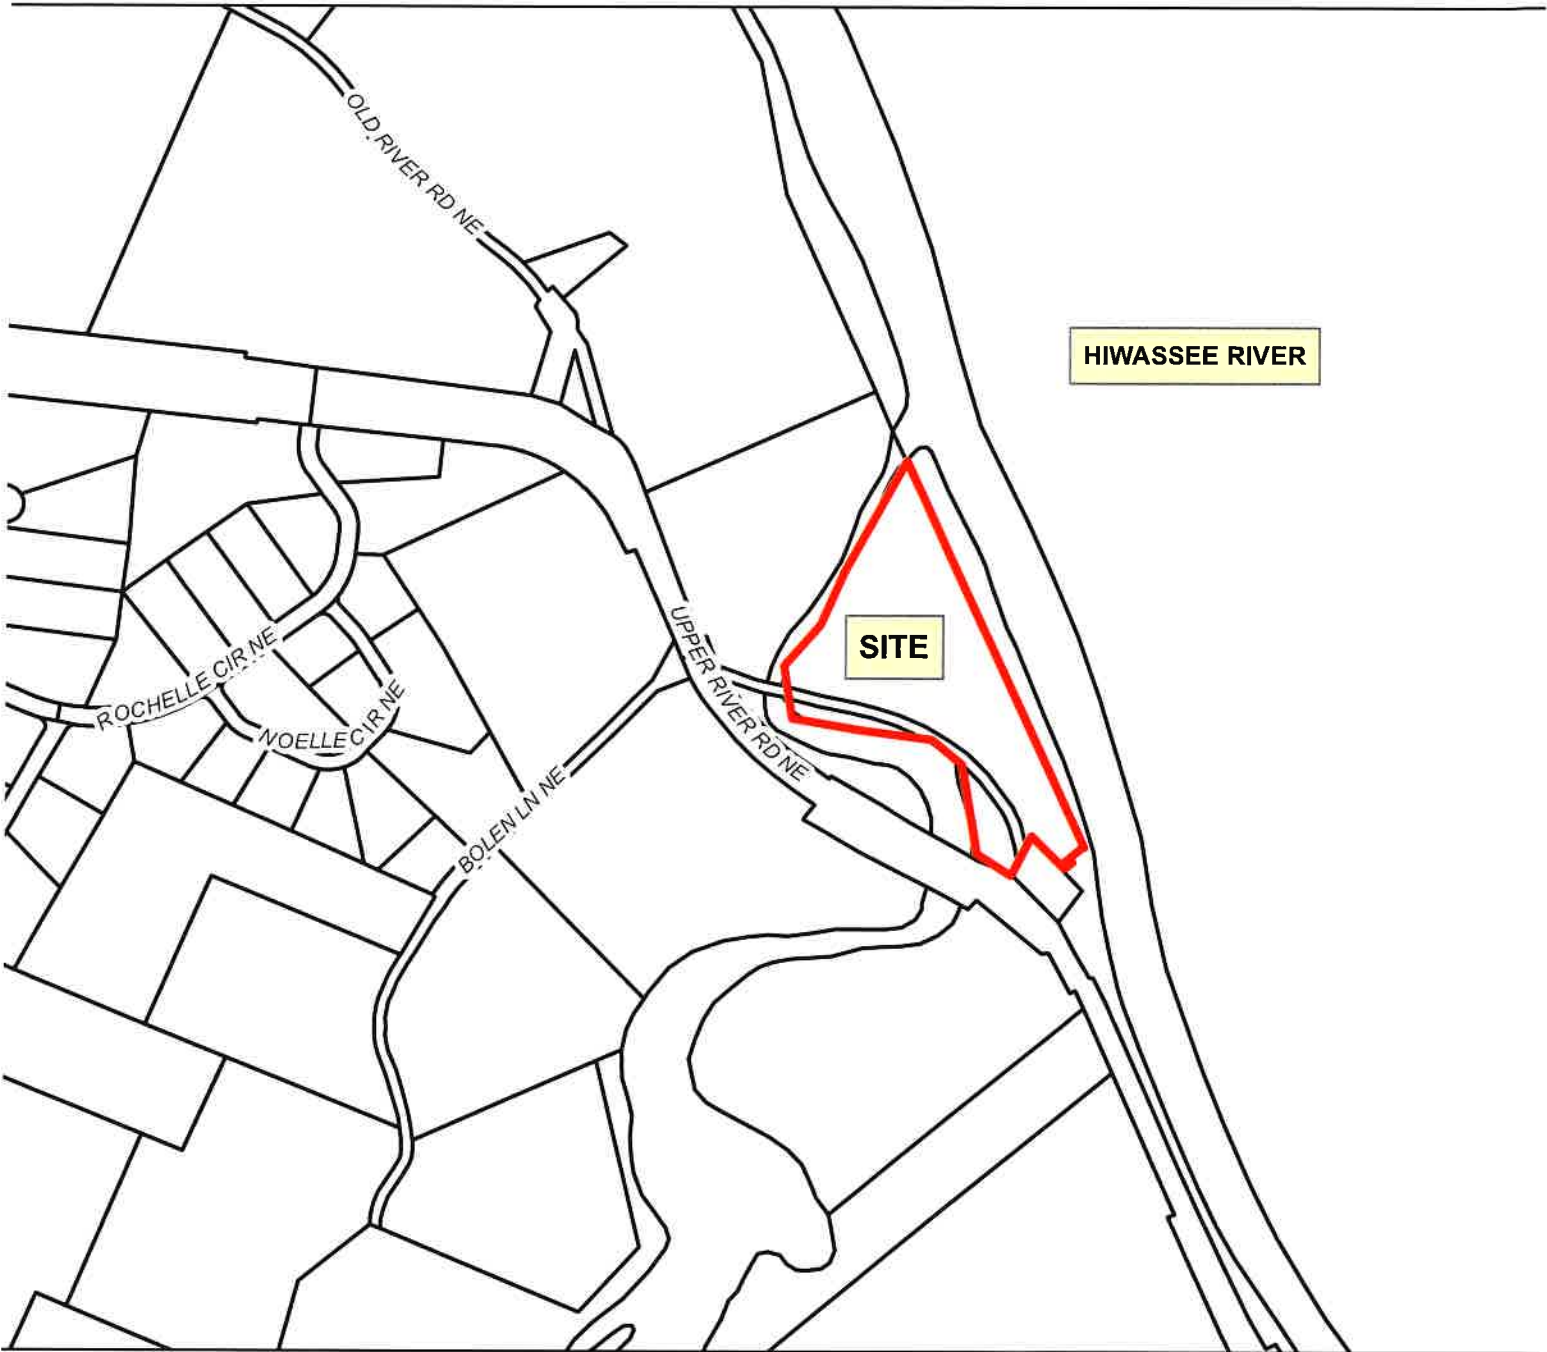 OLD RIVER RD NE
HIWASSEE RIVER
UPPER RIVER RD NE
SITE
ROCHELLE CIR NE
NOELLE CIR NE
BOLEN LN NE